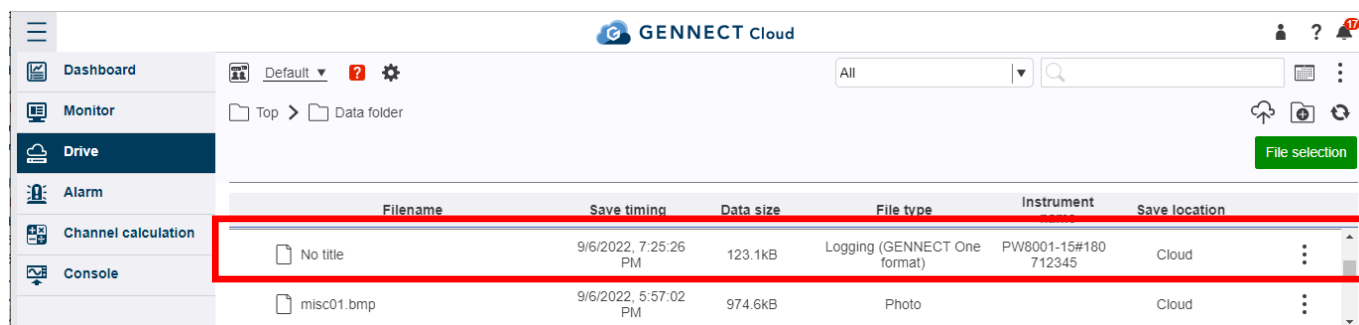 GENNECT Cloud
? 17
Dashboard
Monitor
Drive
Alarm
Channel calculation
Console
Default ▼ ?
All ▼
Top > Data folder
File selection
Filename Save timing Data size File type Instrument name Save location
No title 9/6/2022, 7:25:26 PM 123.1kB Logging (GENNECT One format) PW8001-15#180712345 Cloud
misc01.bmp 9/6/2022, 5:57:02 PM 974.6kB Photo Cloud